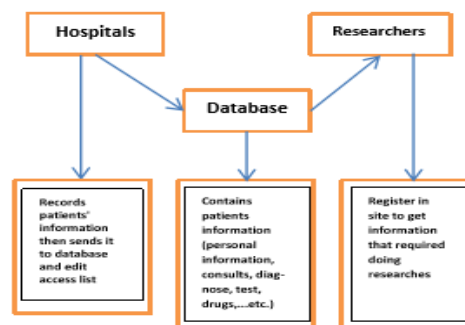 Hospitals
Researchers
Database
Records
patients'
information
then sends it
to database
and edit
access list
Contains
patients
information
(personal
information,
consults, diag-
nose, test,
drugs,...etc.)
Register in
site to get
information
that required
doing
researches